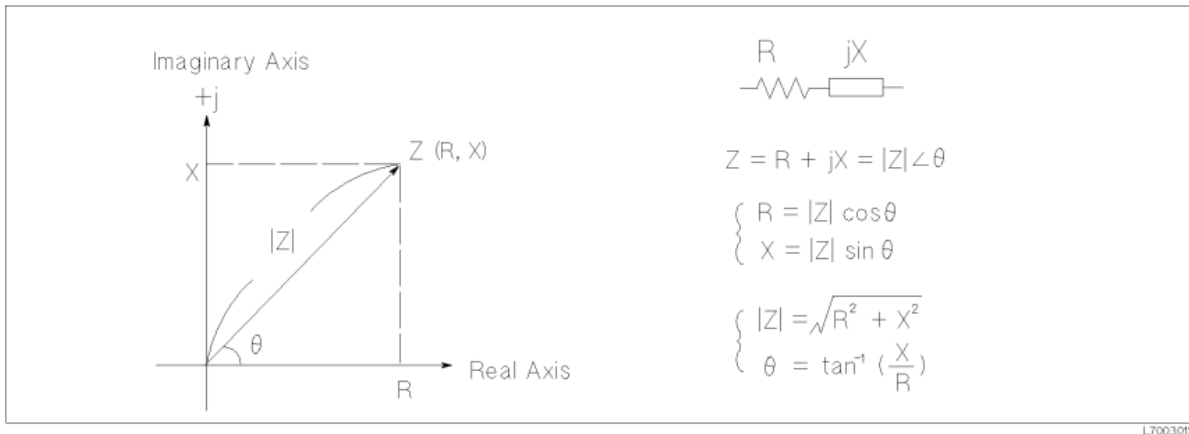 Imaginary Axis
+j
X
Z (R, X)
|Z|
θ
Real Axis
R
R jX
Z = R + jX = |Z|∠θ
R = |Z| cosθ
X = |Z| sin θ
|Z| = √R² + X²
θ = tan⁻¹ (X/R)